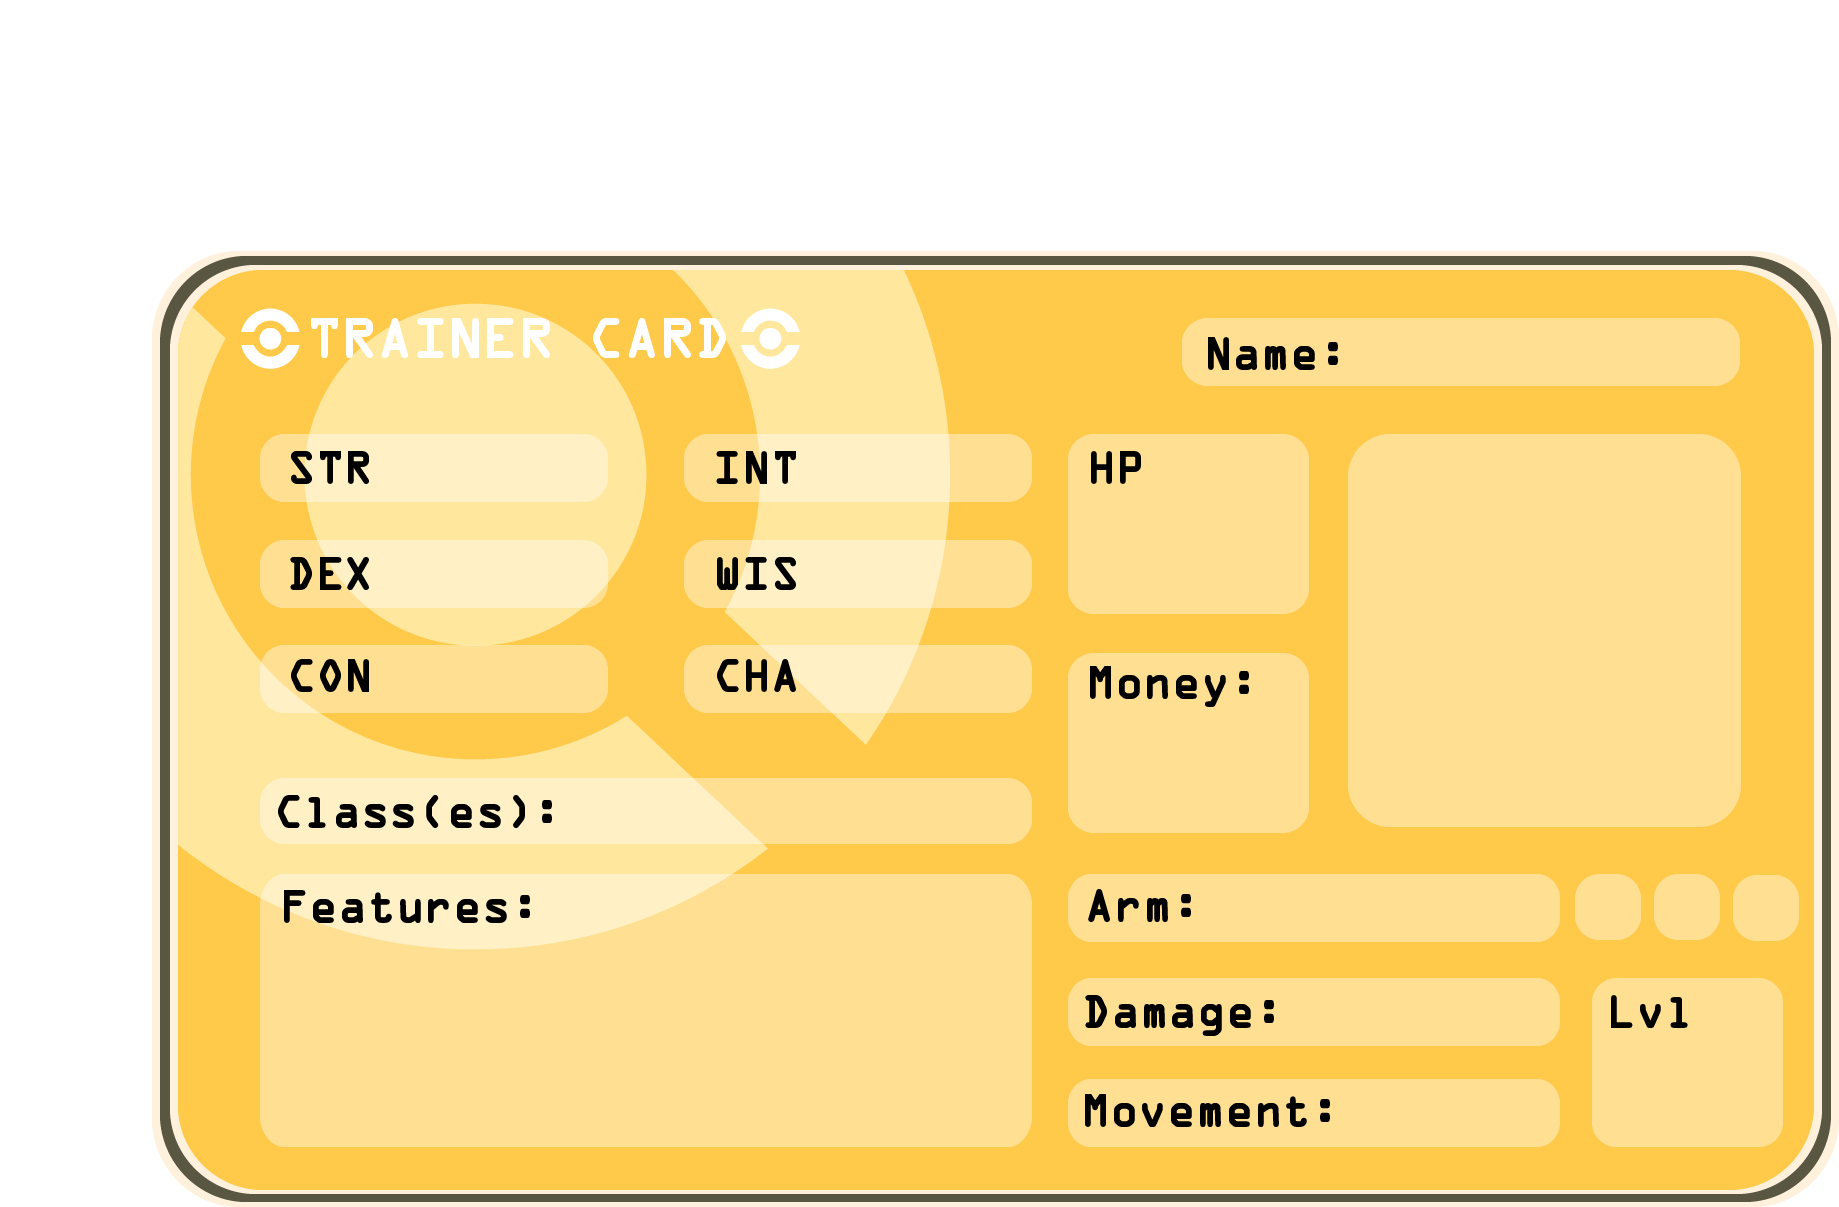 TRAINER CARD
Name:
STR
INT
HP
DEX
WIS
CON
CHA
Money:
Class(es):
Features:
Arm:
Damage:
Lvl
Movement: